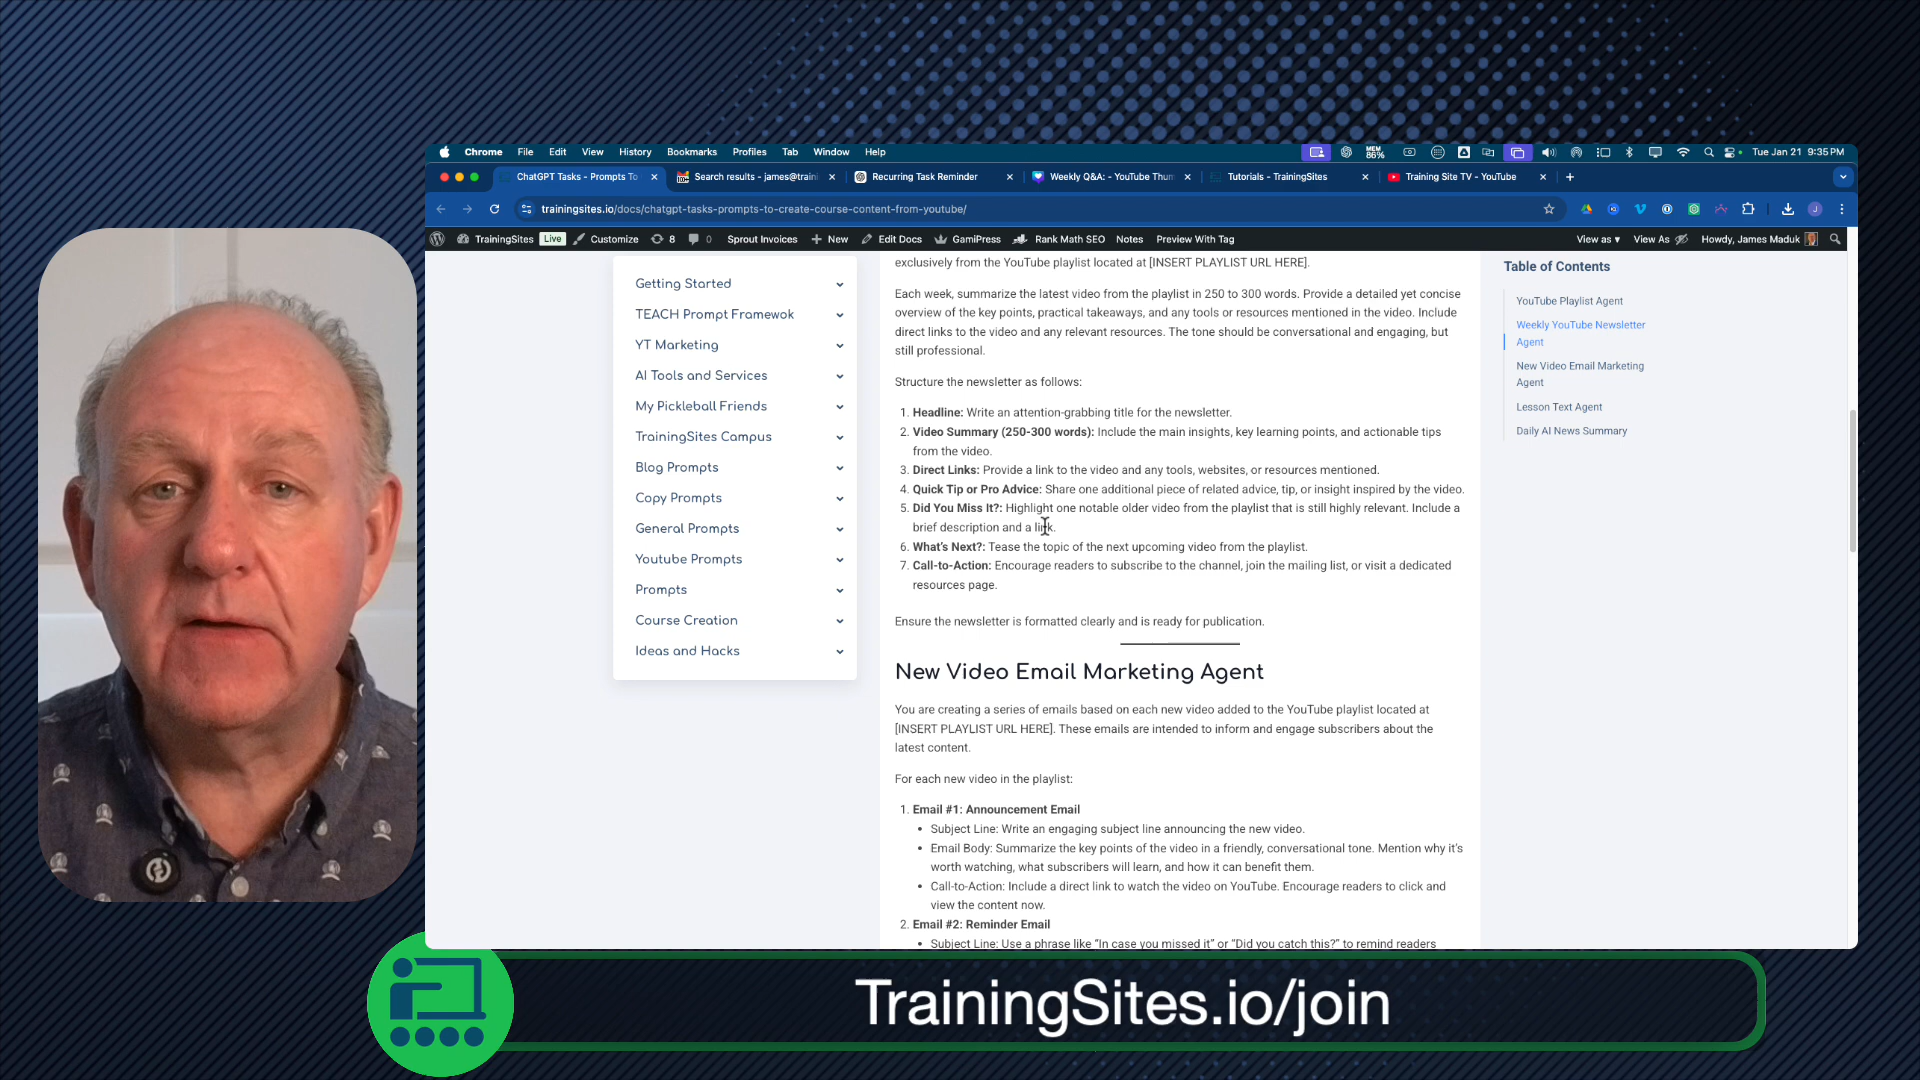 Chrome File Edit View History Bookmarks Profiles Tab Window Help
MEM 86% Tue Jan 21 9:35 PM
ChatGPT Tasks - Prompts To
Search results - james@traini
Recurring Task Reminder
Weekly Q&A: - YouTube Thum
Tutorials - TrainingSites
Training Site TV - YouTube
trainingsites.io/docs/chatgpt-tasks-prompts-to-create-course-content-from-youtube/
TrainingSites Live Customize 8 0 Sprout Invoices New Edit Docs GamiPress Rank Math SEO Notes Preview With Tag View as ▾ View As Howdy, James Maduk
Getting Started
TEACH Prompt Framewok
YT Marketing
AI Tools and Services
My Pickleball Friends
TrainingSites Campus
Blog Prompts
Copy Prompts
General Prompts
Youtube Prompts
Prompts
Course Creation
Ideas and Hacks
exclusively from the YouTube playlist located at [INSERT PLAYLIST URL HERE].
Each week, summarize the latest video from the playlist in 250 to 300 words. Provide a detailed yet concise
overview of the key points, practical takeaways, and any tools or resources mentioned in the video. Include
direct links to the video and any relevant resources. The tone should be conversational and engaging, but
still professional.
Structure the newsletter as follows:
1. Headline: Write an attention-grabbing title for the newsletter.
2. Video Summary (250-300 words): Include the main insights, key learning points, and actionable tips
from the video.
3. Direct Links: Provide a link to the video and any tools, websites, or resources mentioned.
4. Quick Tip or Pro Advice: Share one additional piece of related advice, tip, or insight inspired by the video.
5. Did You Miss It?: Highlight one notable older video from the playlist that is still highly relevant. Include a
brief description and a link.
6. What's Next?: Tease the topic of the next upcoming video from the playlist.
7. Call-to-Action: Encourage readers to subscribe to the channel, join the mailing list, or visit a dedicated
resources page.
Ensure the newsletter is formatted clearly and is ready for publication.
New Video Email Marketing Agent
You are creating a series of emails based on each new video added to the YouTube playlist located at
[INSERT PLAYLIST URL HERE]. These emails are intended to inform and engage subscribers about the
latest content.
For each new video in the playlist:
1. Email #1: Announcement Email
• Subject Line: Write an engaging subject line announcing the new video.
• Email Body: Summarize the key points of the video in a friendly, conversational tone. Mention why it's
worth watching, what subscribers will learn, and how it can benefit them.
• Call-to-Action: Include a direct link to watch the video on YouTube. Encourage readers to click and
view the content now.
2. Email #2: Reminder Email
• Subject Line: Use a phrase like “In case you missed it” or “Did you catch this?” to remind readers
Table of Contents
YouTube Playlist Agent
Weekly YouTube Newsletter
Agent
New Video Email Marketing
Agent
Lesson Text Agent
Daily AI News Summary
TrainingSites.io/join